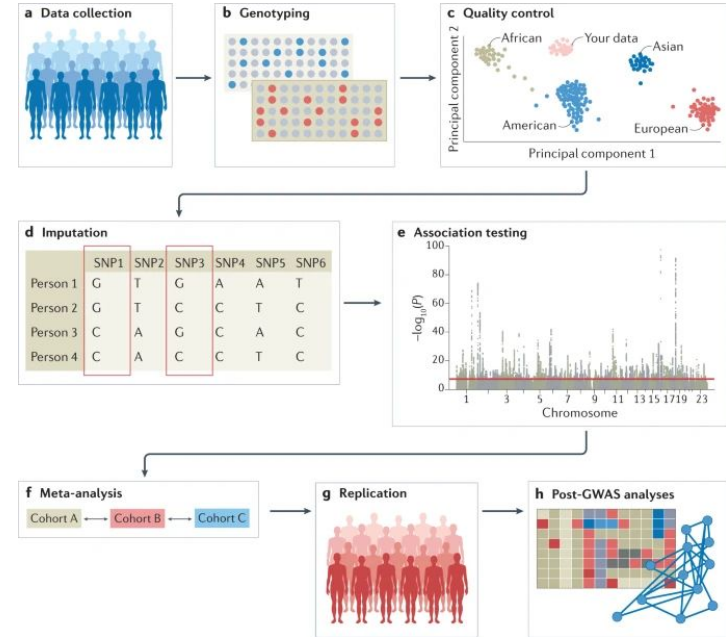 a Data collection
b Genotyping
c Quality control
Principal component 2
African
Your data
Asian
American
European
Principal component 1
d Imputation
SNP1 SNP2 SNP3 SNP4 SNP5 SNP6
Person 1 G T G A A T
Person 2 G T C C T C
Person 3 C A G C A C
Person 4 C A C C T C
e Association testing
–log10(P)
100
80
60
40
20
0
1 3 5 7 9 11 13 15 17 19 23
Chromosome
f Meta-analysis
Cohort A Cohort B Cohort C
g Replication
h Post-GWAS analyses